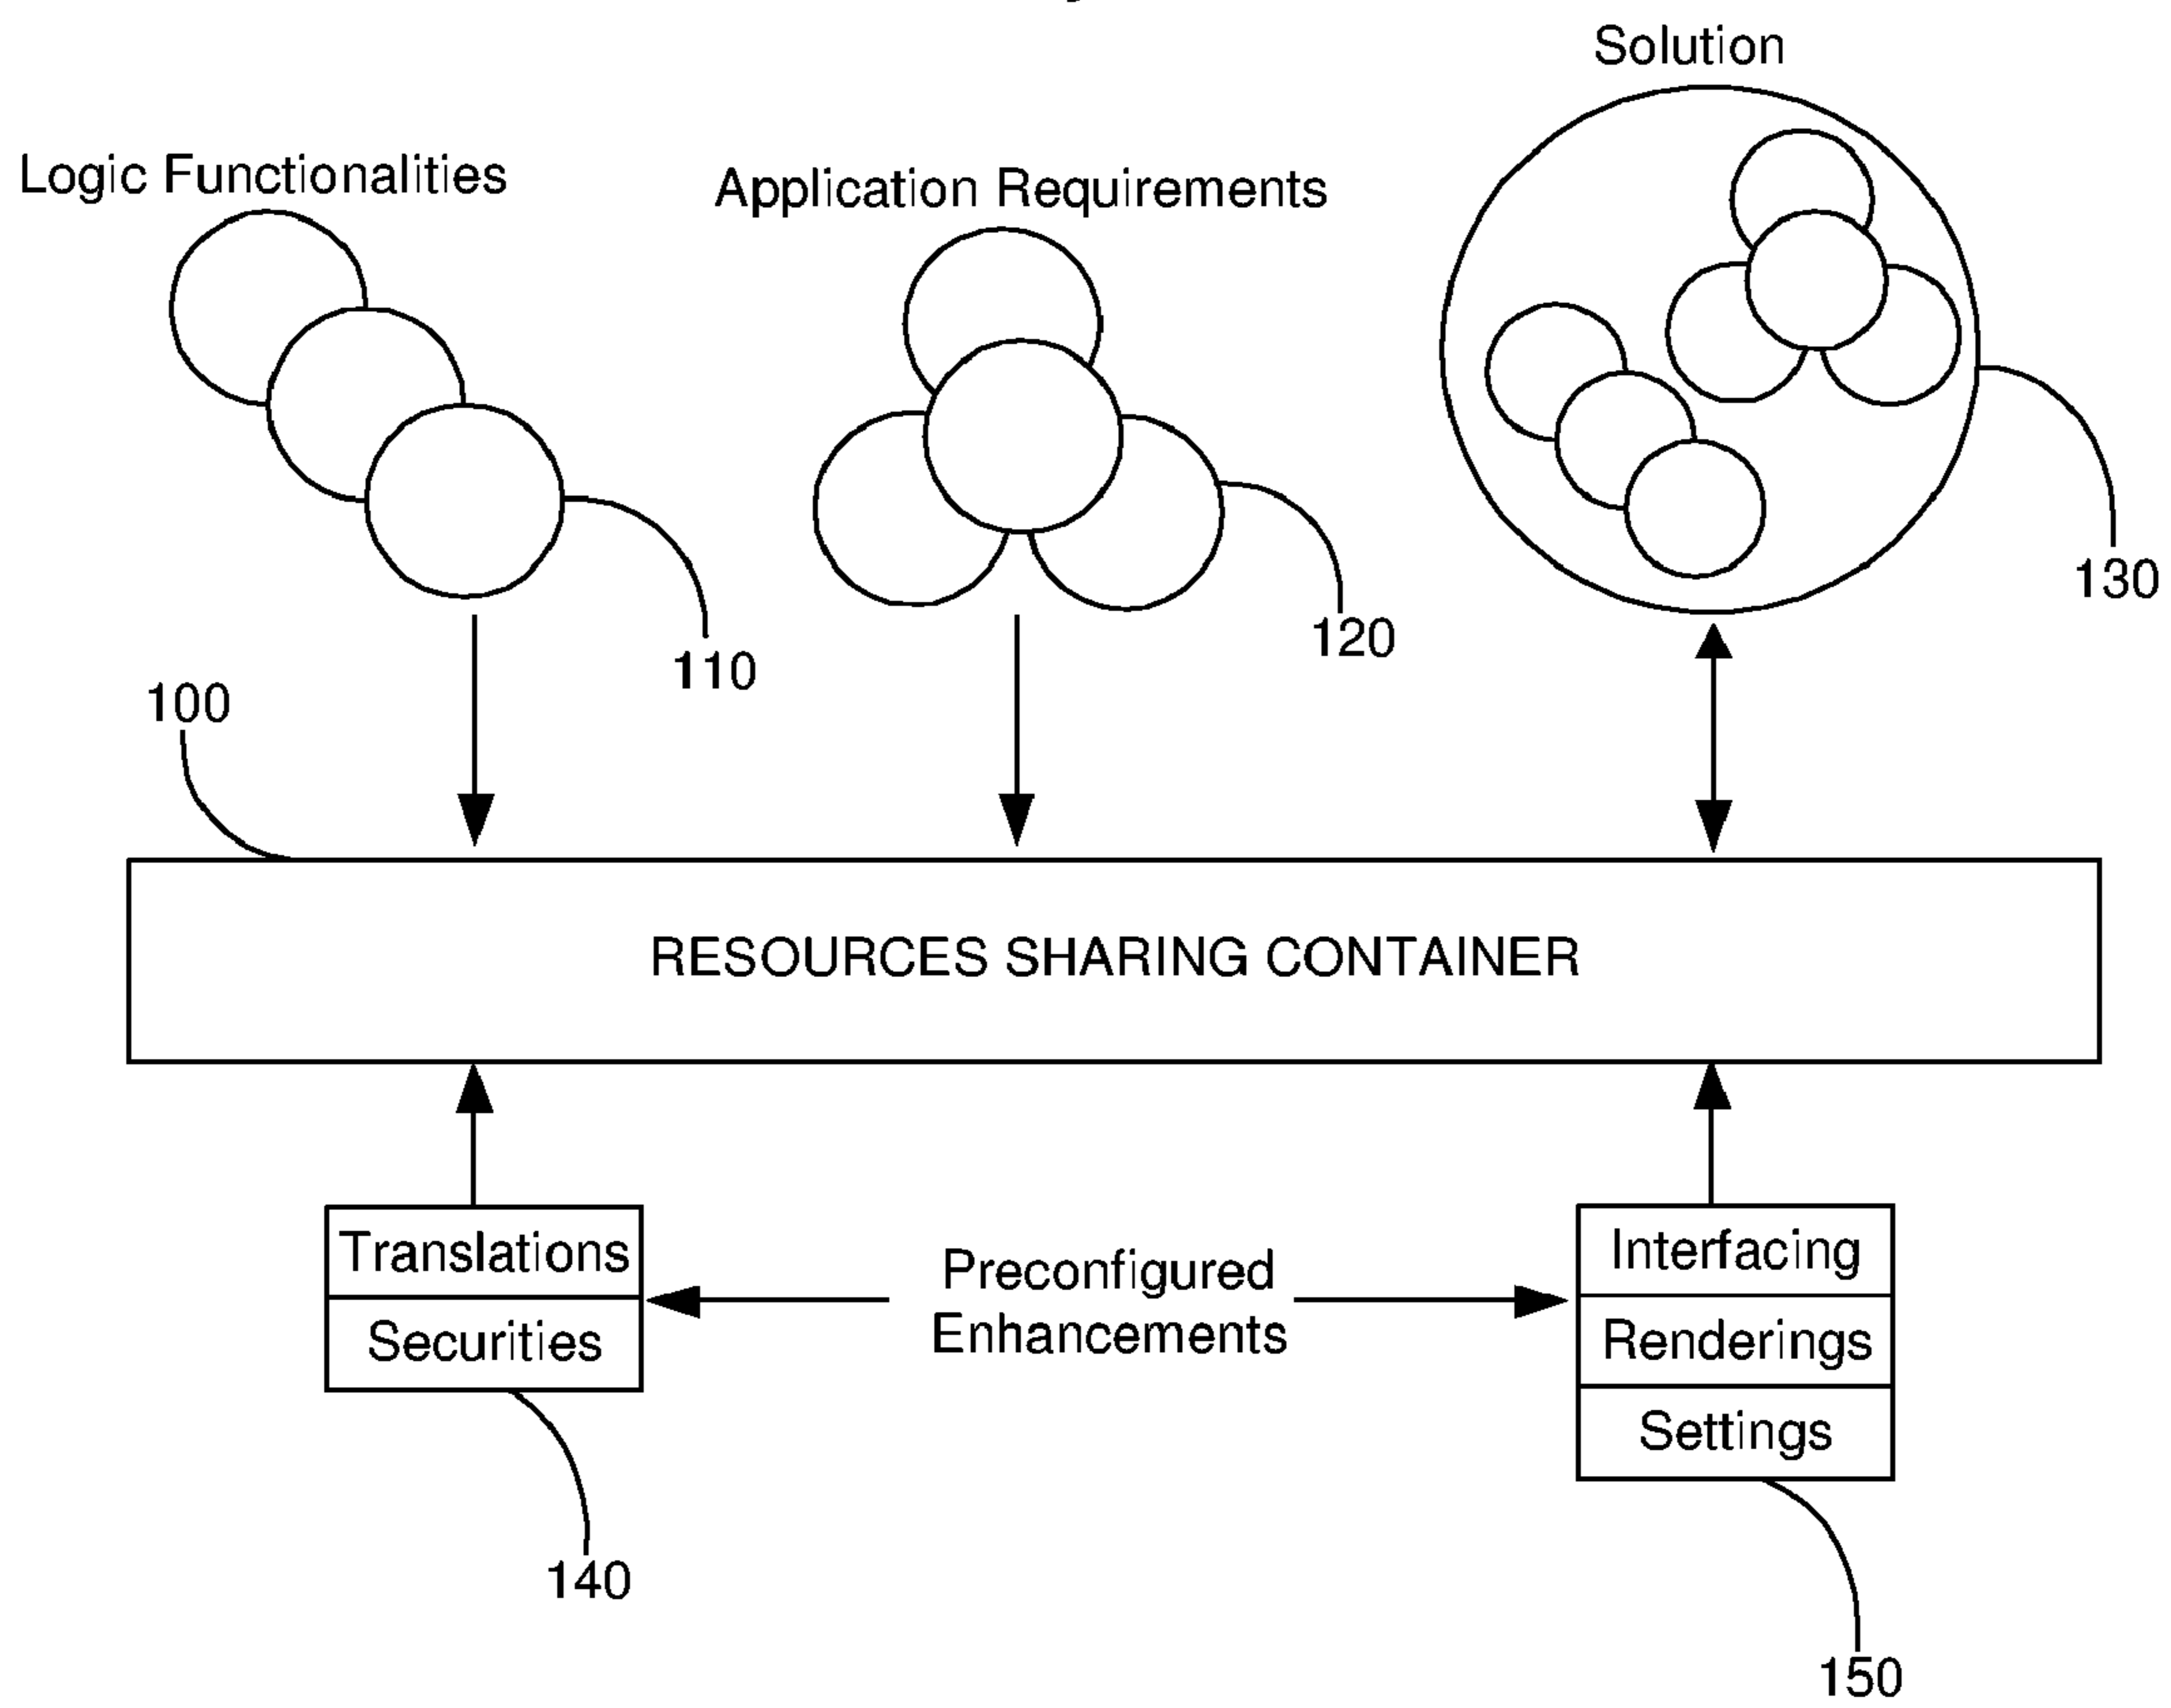 Solution
Logic Functionalities
Application Requirements
130
120
110
100
RESOURCES SHARING CONTAINER
Translations
Securities
Preconfigured
Enhancements
Interfacing
Renderings
Settings
140
150